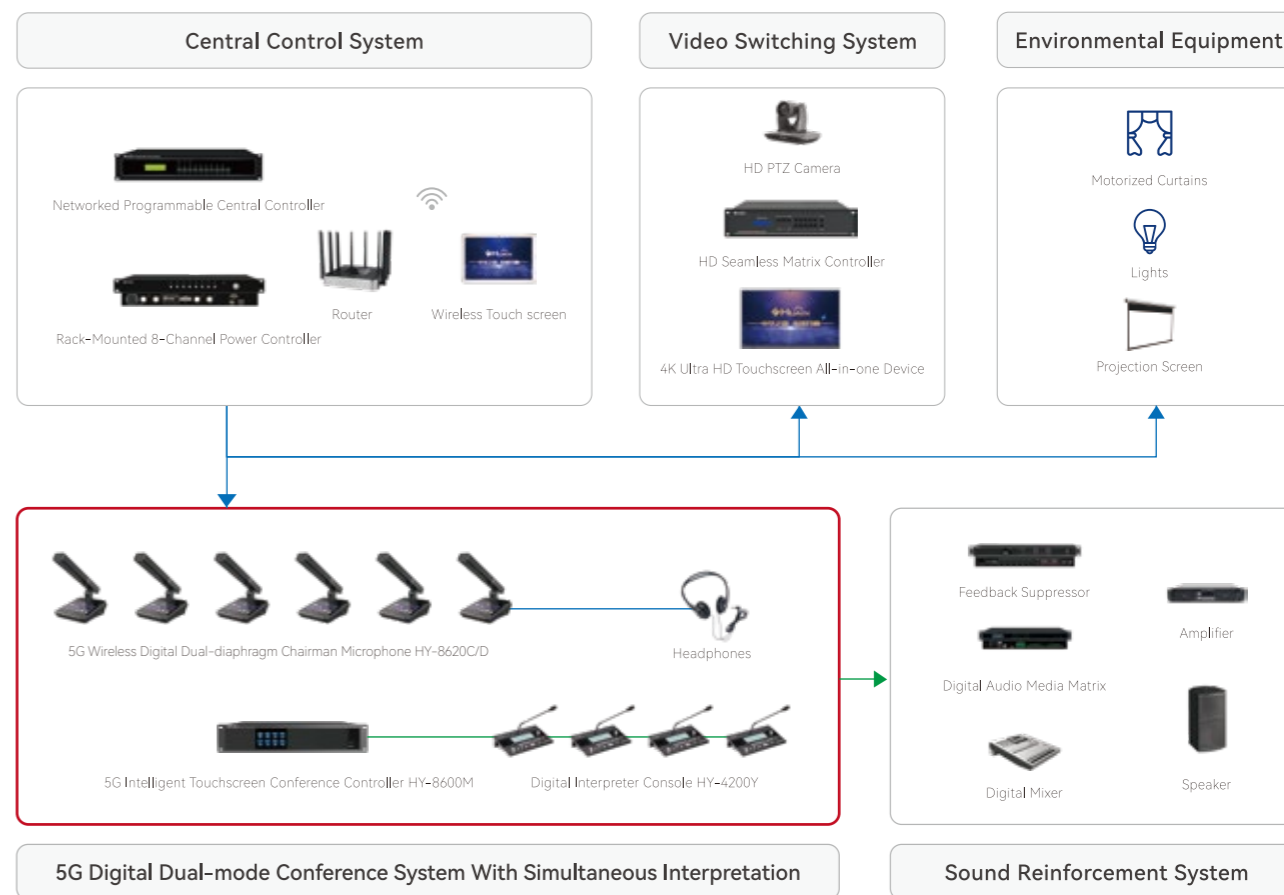 Central Control System
Video Switching System
Environmental Equipment
Networked Programmable Central Controller
Router
Wireless Touch screen
Rack-Mounted 8-Channel Power Controller
HD PTZ Camera
HD Seamless Matrix Controller
4K Ultra HD Touchscreen All-in-one Device
Motorized Curtains
Lights
Projection Screen
5G Wireless Digital Dual-diaphragm Chairman Microphone HY-8620C/D
Headphones
5G Intelligent Touchscreen Conference Controller HY-8600M
Digital Interpreter Console HY-4200Y
Feedback Suppressor
Amplifier
Digital Audio Media Matrix
Digital Mixer
Speaker
5G Digital Dual-mode Conference System With Simultaneous Interpretation
Sound Reinforcement System